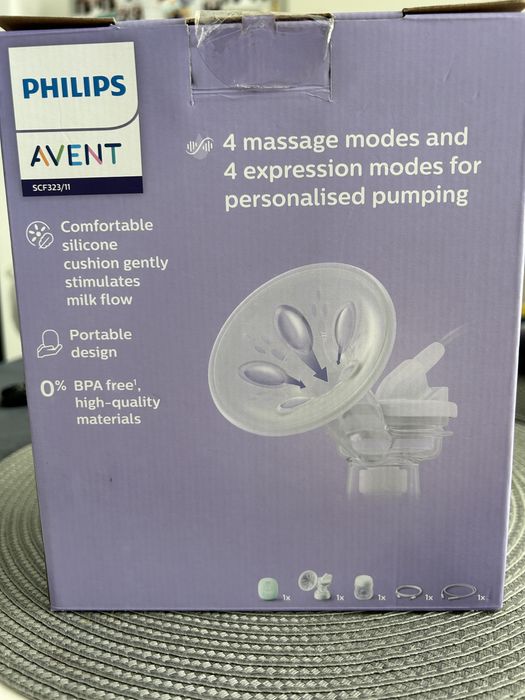 PHILIPS
AVENT
SCF323/11
4 massage modes and
4 expression modes for
personalised pumping
Comfortable
silicone
cushion gently
stimulates
milk flow
Portable
design
0% BPA free¹,
high-quality
materials
1x 1x 1x 1x 1x